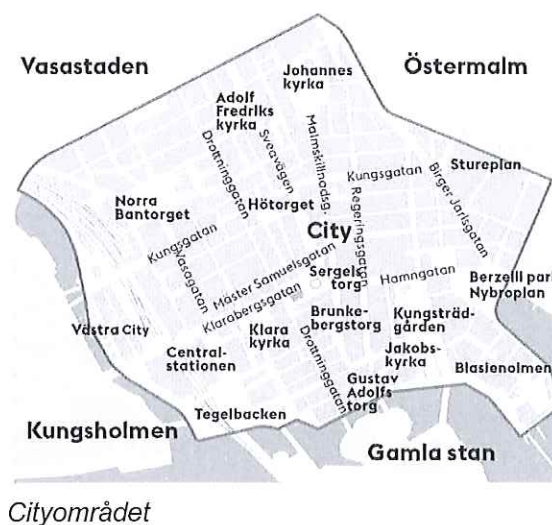 Vasastaden
Johannes
kyrka
Östermalm
Adolf
Fredriks
kyrka
Drottninggatan
Sveavägen
Malmskillnadsg.
Kungsgatan
Stureplan
Birger Jarlsgatan
Norra
Bantorget
Hötorget
Regeringsgatan
Kungsgatan
City
Vasagatan
Mäster Samuelsgatan
Sergels
torg
Hamngatan
Berzelii park
Nybroplan
Klarabergsgatan
Brunke-
bergstorg
Kungsträd-
gården
Västra City
Klara
kyrka
Drottninggatan
Central-
stationen
Jakobs-
kyrka
Blasieholmen
Gustav
Adolfs
torg
Tegelbacken
Kungsholmen
Gamla stan
Cityområdet